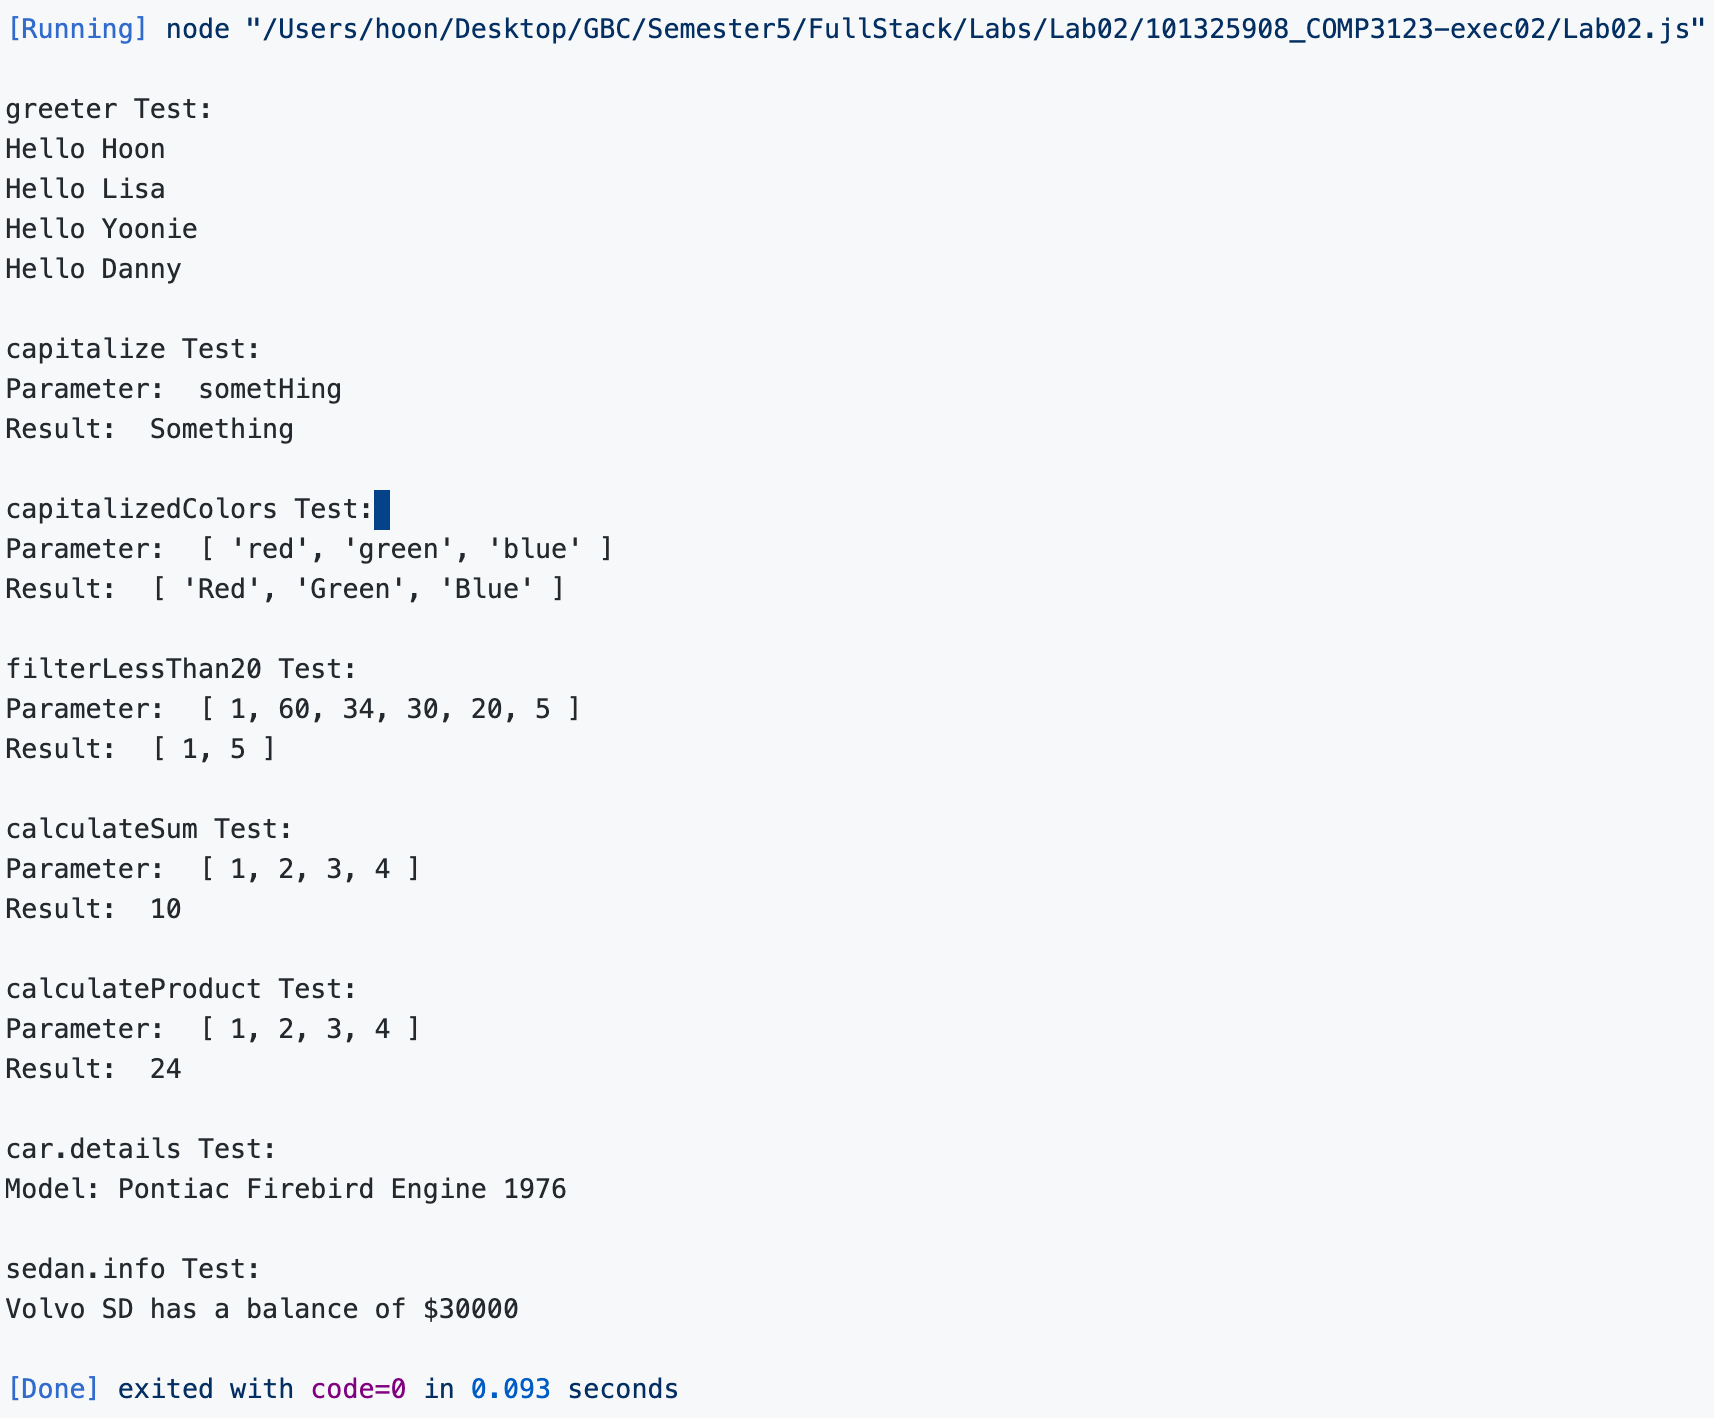 [Running] node "/Users/hoon/Desktop/GBC/Semester5/FullStack/Labs/Lab02/101325908_COMP3123-exec02/Lab02.js"
greeter Test:
Hello Hoon
Hello Lisa
Hello Yoonie
Hello Danny
capitalize Test:
Parameter:  sometHing
Result:  Something
capitalizedColors Test:
Parameter:  [ 'red', 'green', 'blue' ]
Result:  [ 'Red', 'Green', 'Blue' ]
filterLessThan20 Test:
Parameter:  [ 1, 60, 34, 30, 20, 5 ]
Result:  [ 1, 5 ]
calculateSum Test:
Parameter:  [ 1, 2, 3, 4 ]
Result:  10
calculateProduct Test:
Parameter:  [ 1, 2, 3, 4 ]
Result:  24
car.details Test:
Model: Pontiac Firebird Engine 1976
sedan.info Test:
Volvo SD has a balance of $30000
[Done] exited with code=0 in 0.093 seconds